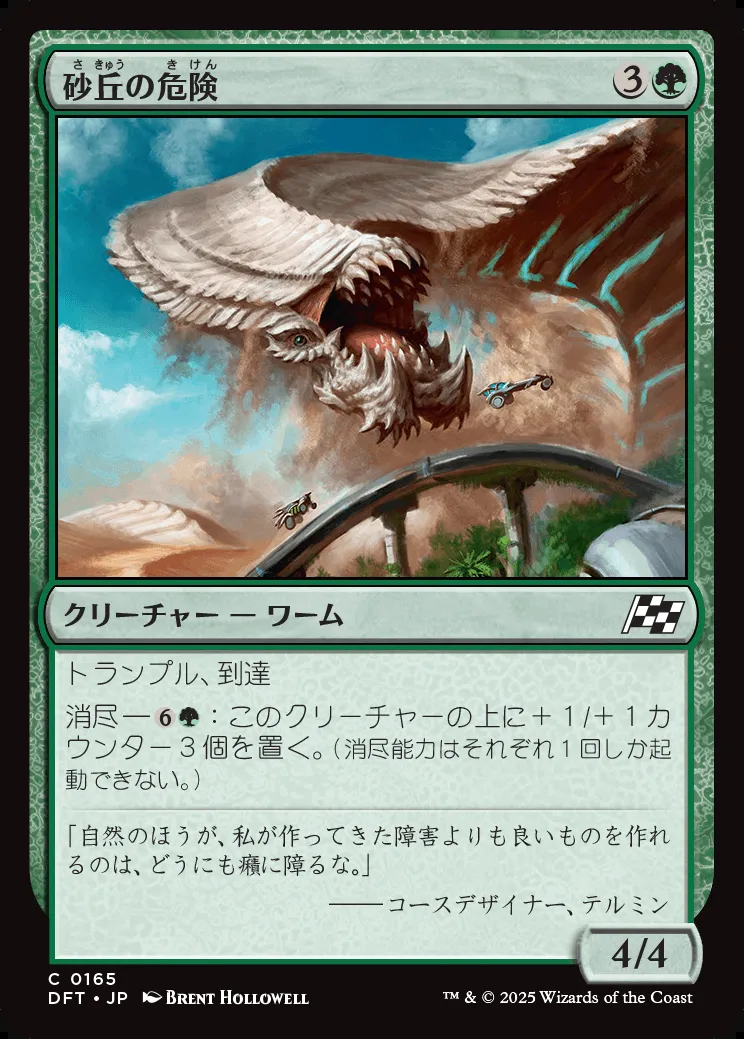 さ きゅう き けん
砂丘の危険 3
クリーチャー — ワーム
トランプル、到達
消尽—6:このクリーチャーの上に+1/+1カ
ウンター3個を置く。(消尽能力はそれぞれ1回しか起
動できない。)
「自然のほうが、私が作ってきた障害よりも良いものを作れ
るのは、どうにも癪に障るな。」
——コースデザイナー、テルミン
4/4
C 0165
DFT • JP Brent Hollowell
™ & © 2025 Wizards of the Coast